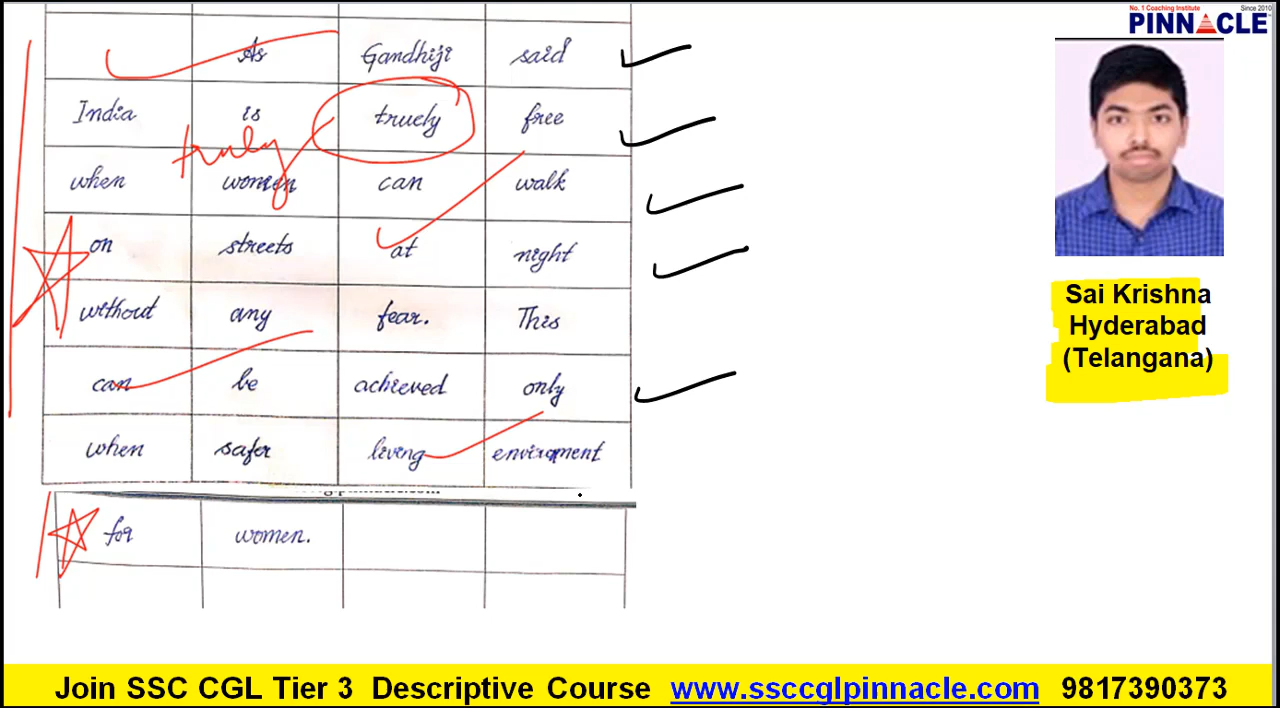 No. 1 Coaching Institute Since 2010
PINNACLE
As Gandhiji said
India is truely free
truly
when women can walk
on streets at night
without any fear. This
can be achieved only
when safer living enviroment
for women.
Sai Krishna
Hyderabad
(Telangana)
Join SSC CGL Tier 3 Descriptive Course www.ssccglpinnacle.com 9817390373